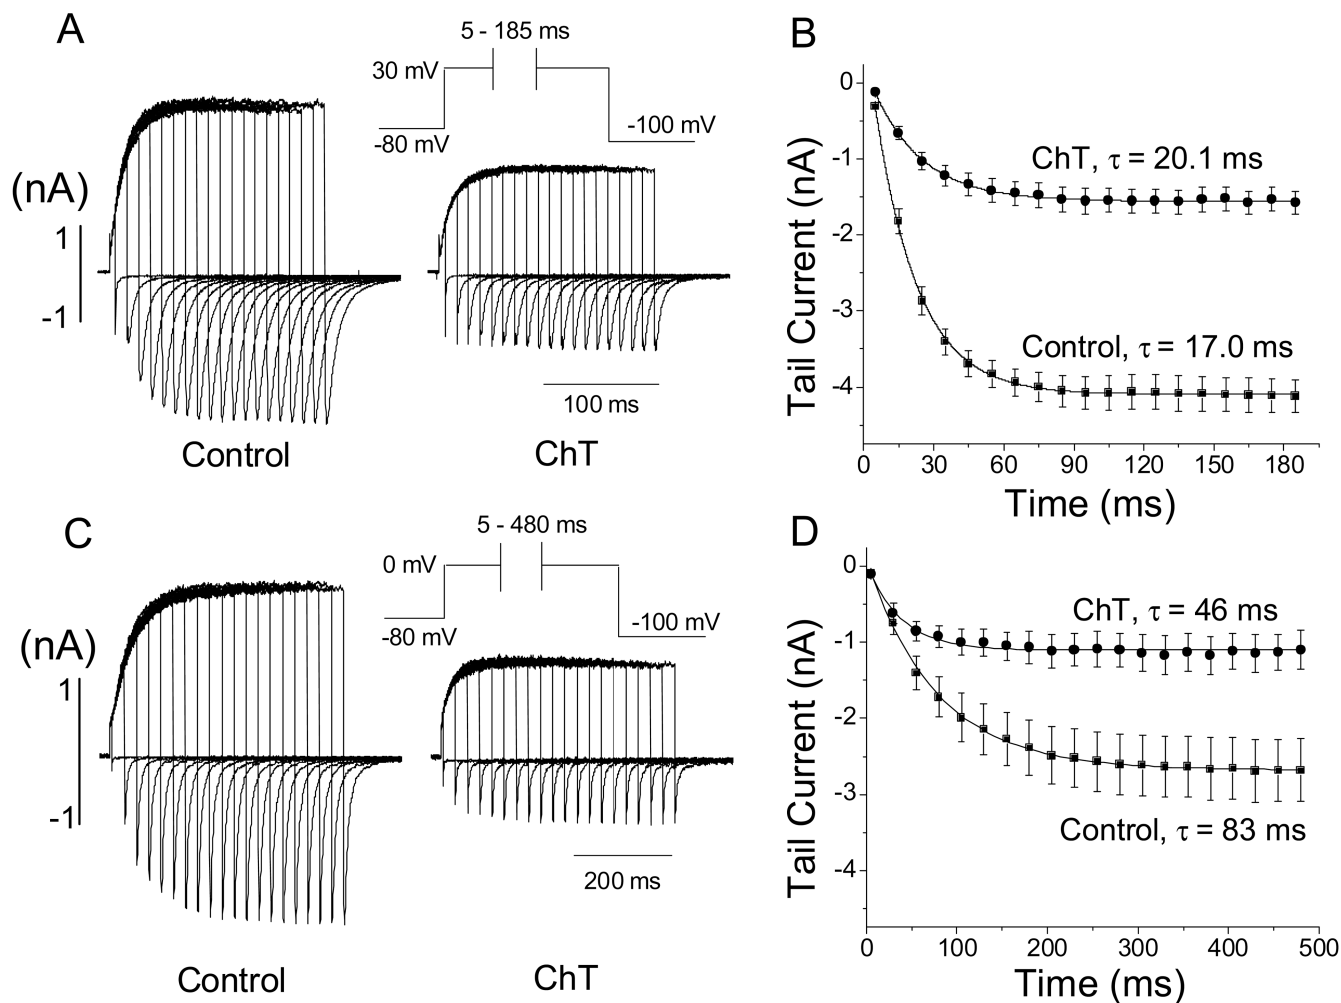 A
5 - 185 ms
30 mV
-80 mV
-100 mV
(nA)
1
-1
100 ms
Control
ChT
B
0
-1
-2
-3
-4
Tail Current (nA)
ChT, τ = 20.1 ms
Control, τ = 17.0 ms
0 30 60 90 120 150 180
Time (ms)
C
5 - 480 ms
0 mV
-80 mV
-100 mV
(nA)
1
-1
200 ms
Control
ChT
D
0
-1
-2
-3
-4
Tail Current (nA)
ChT, τ = 46 ms
Control, τ = 83 ms
0 100 200 300 400 500
Time (ms)